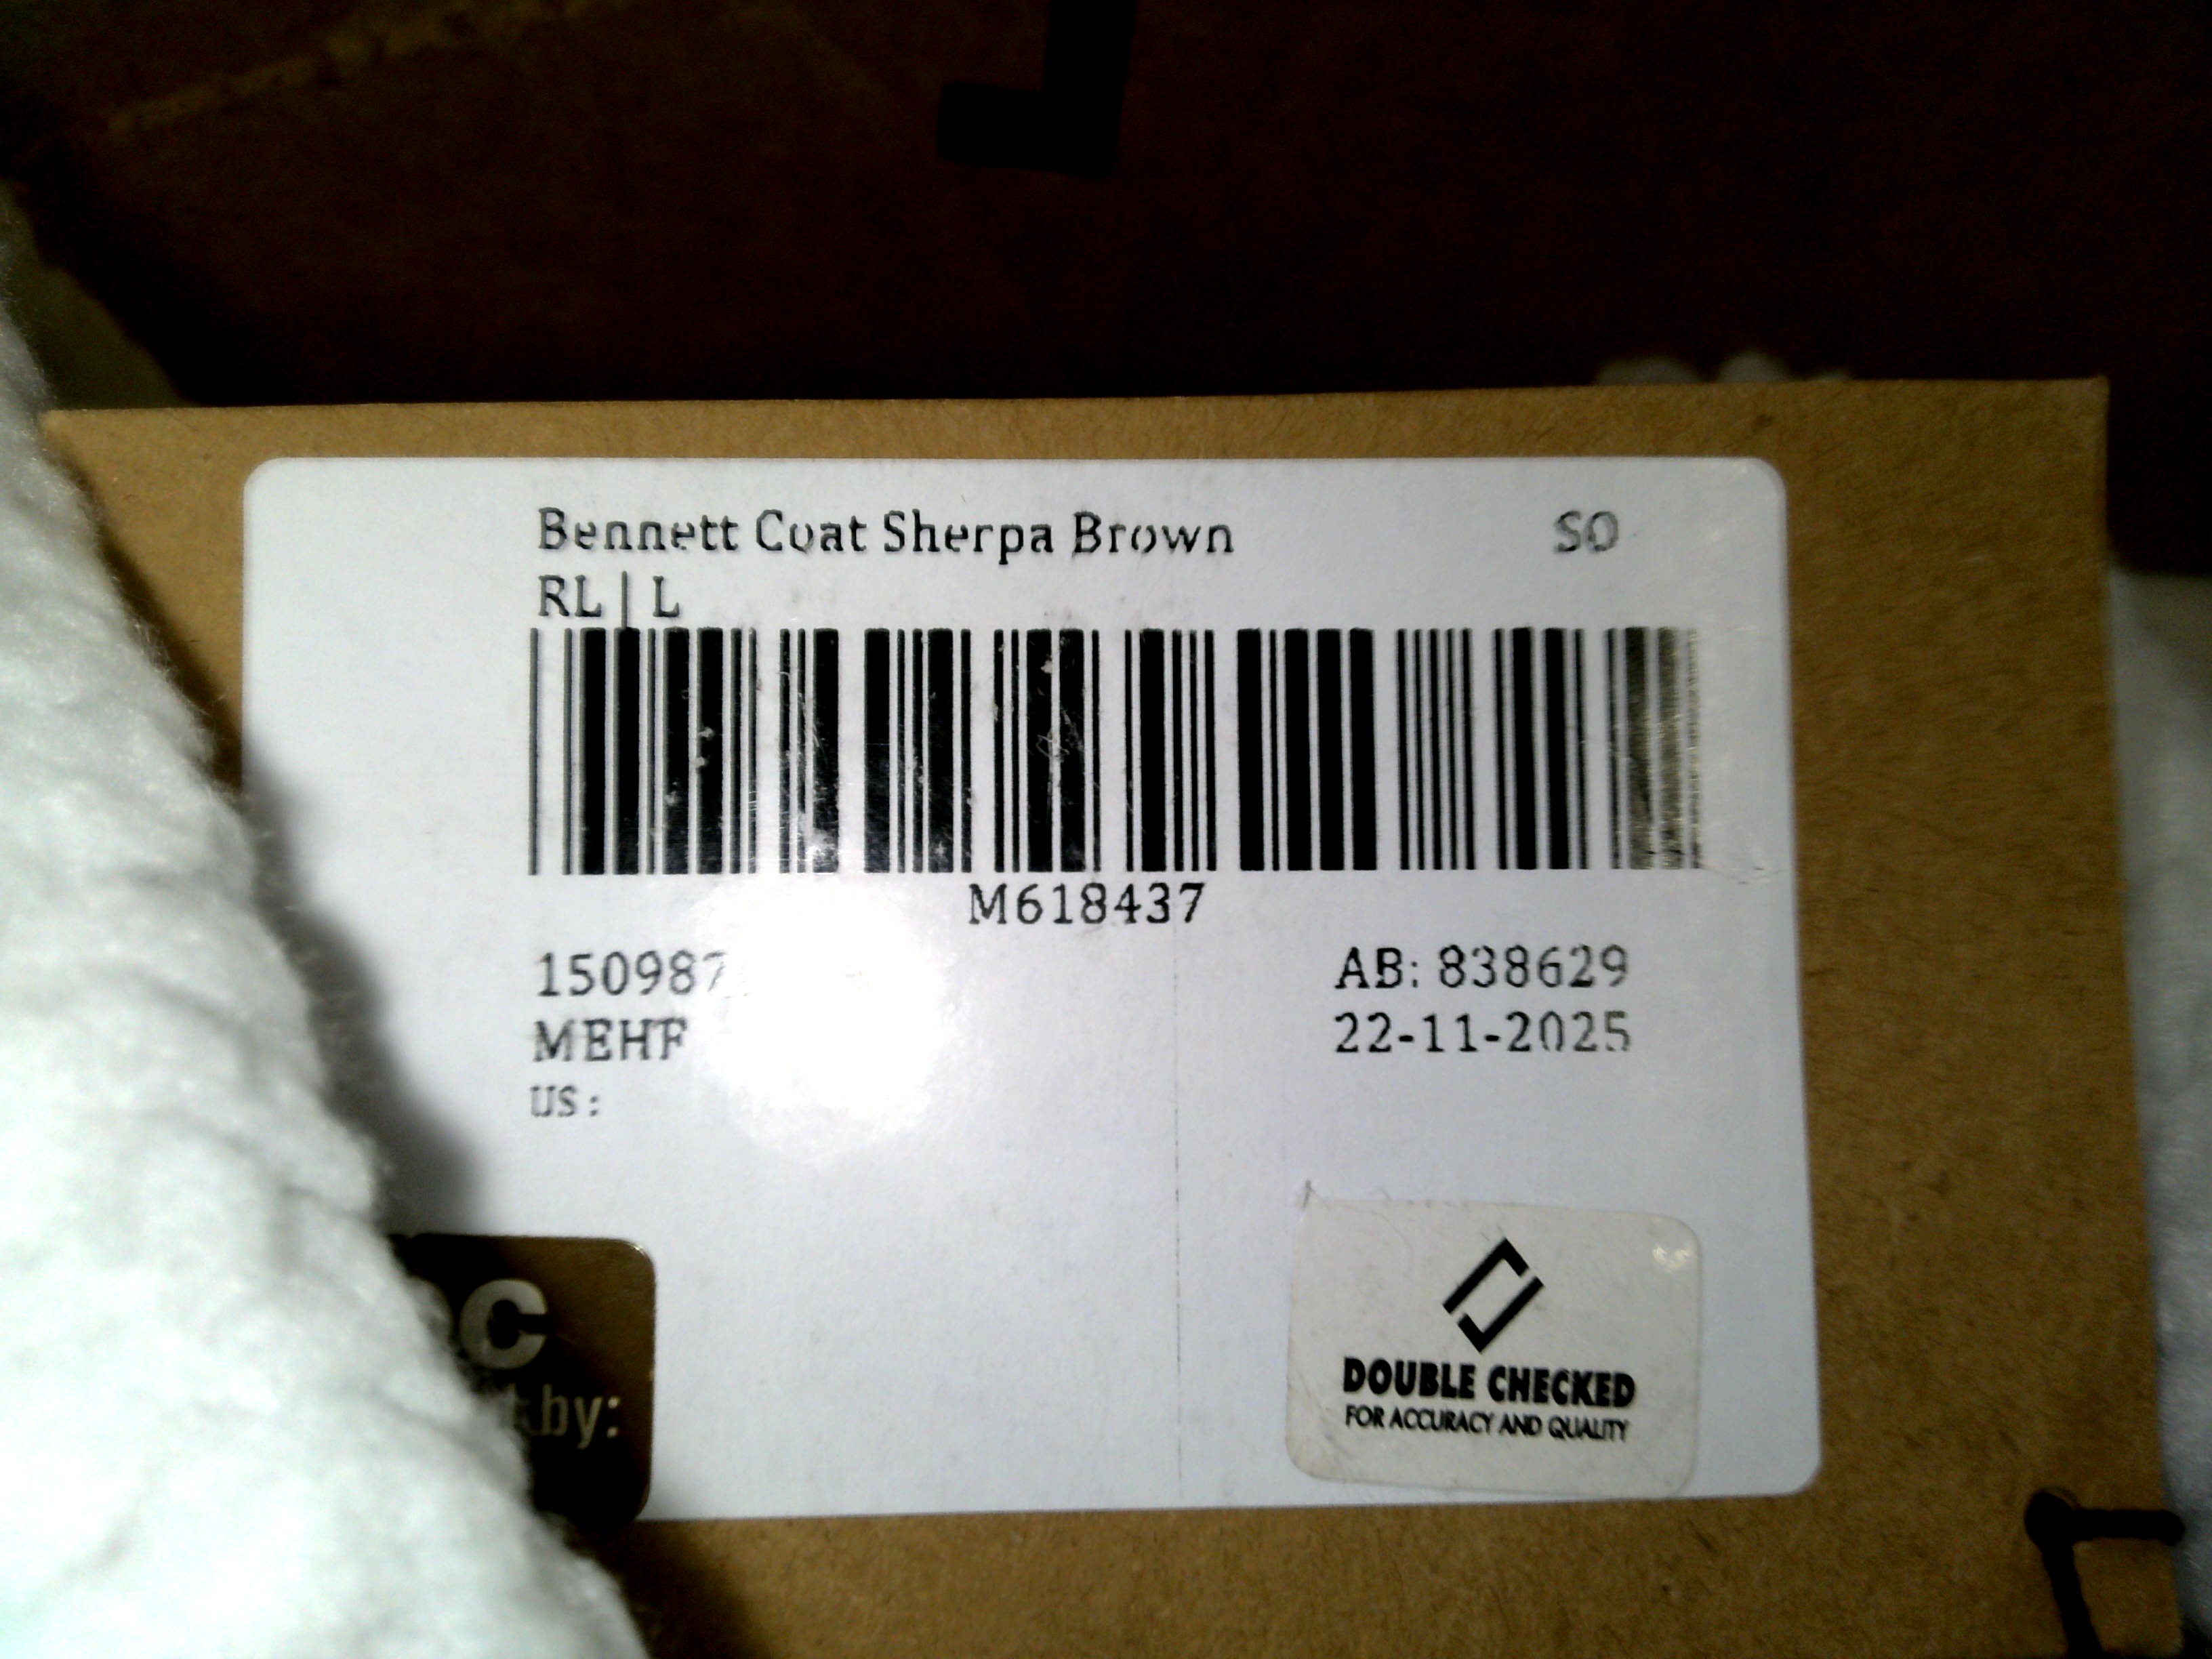 Bennett Coat Sherpa Brown SO
RL | L
M618437
AB: 838629
22-11-2025
US :
by:
DOUBLE CHECKED
FOR ACCURACY AND QUALITY